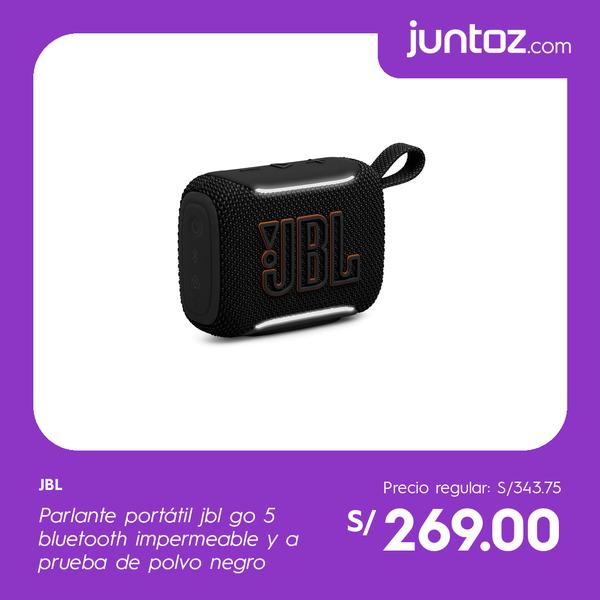 juntoz.com
JBL
JBL
Parlante portátil jbl go 5
bluetooth impermeable y a
prueba de polvo negro
Precio regular: S/343.75
S/ 269.00